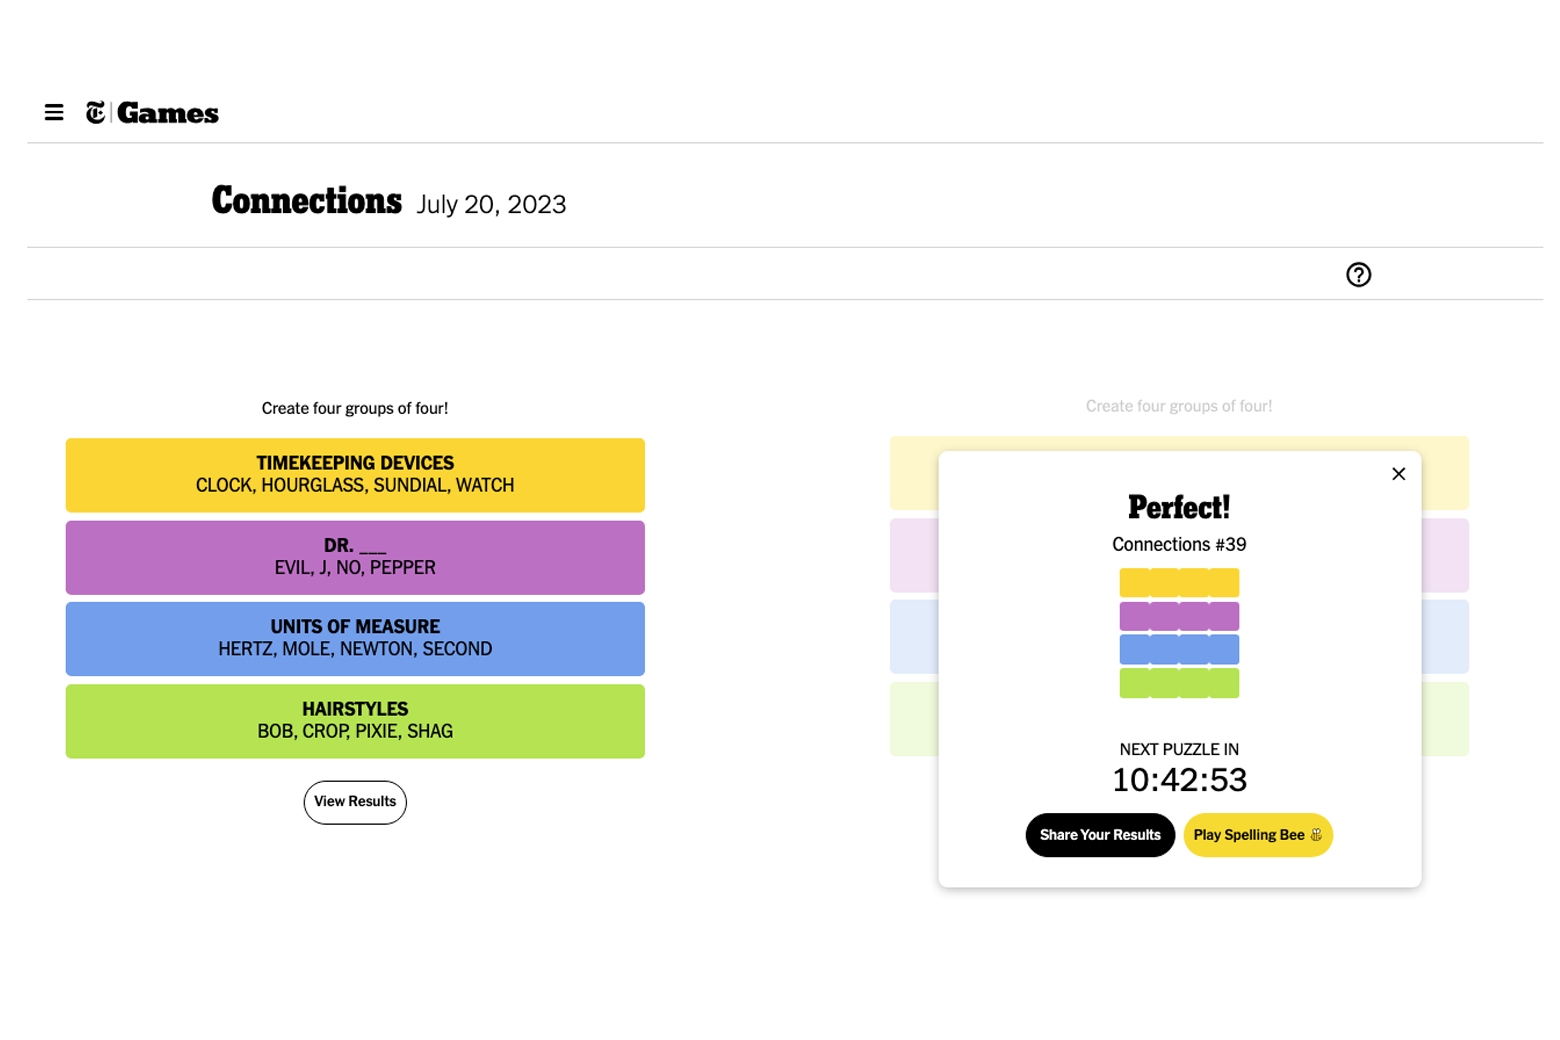 T Games
Connections July 20, 2023
Create four groups of four!
TIMEKEEPING DEVICES
CLOCK, HOURGLASS, SUNDIAL, WATCH
DR. ___
EVIL, J, NO, PEPPER
UNITS OF MEASURE
HERTZ, MOLE, NEWTON, SECOND
HAIRSTYLES
BOB, CROP, PIXIE, SHAG
View Results
Create four groups of four!
Perfect!
Connections #39
NEXT PUZZLE IN
10:42:53
Share Your Results
Play Spelling Bee